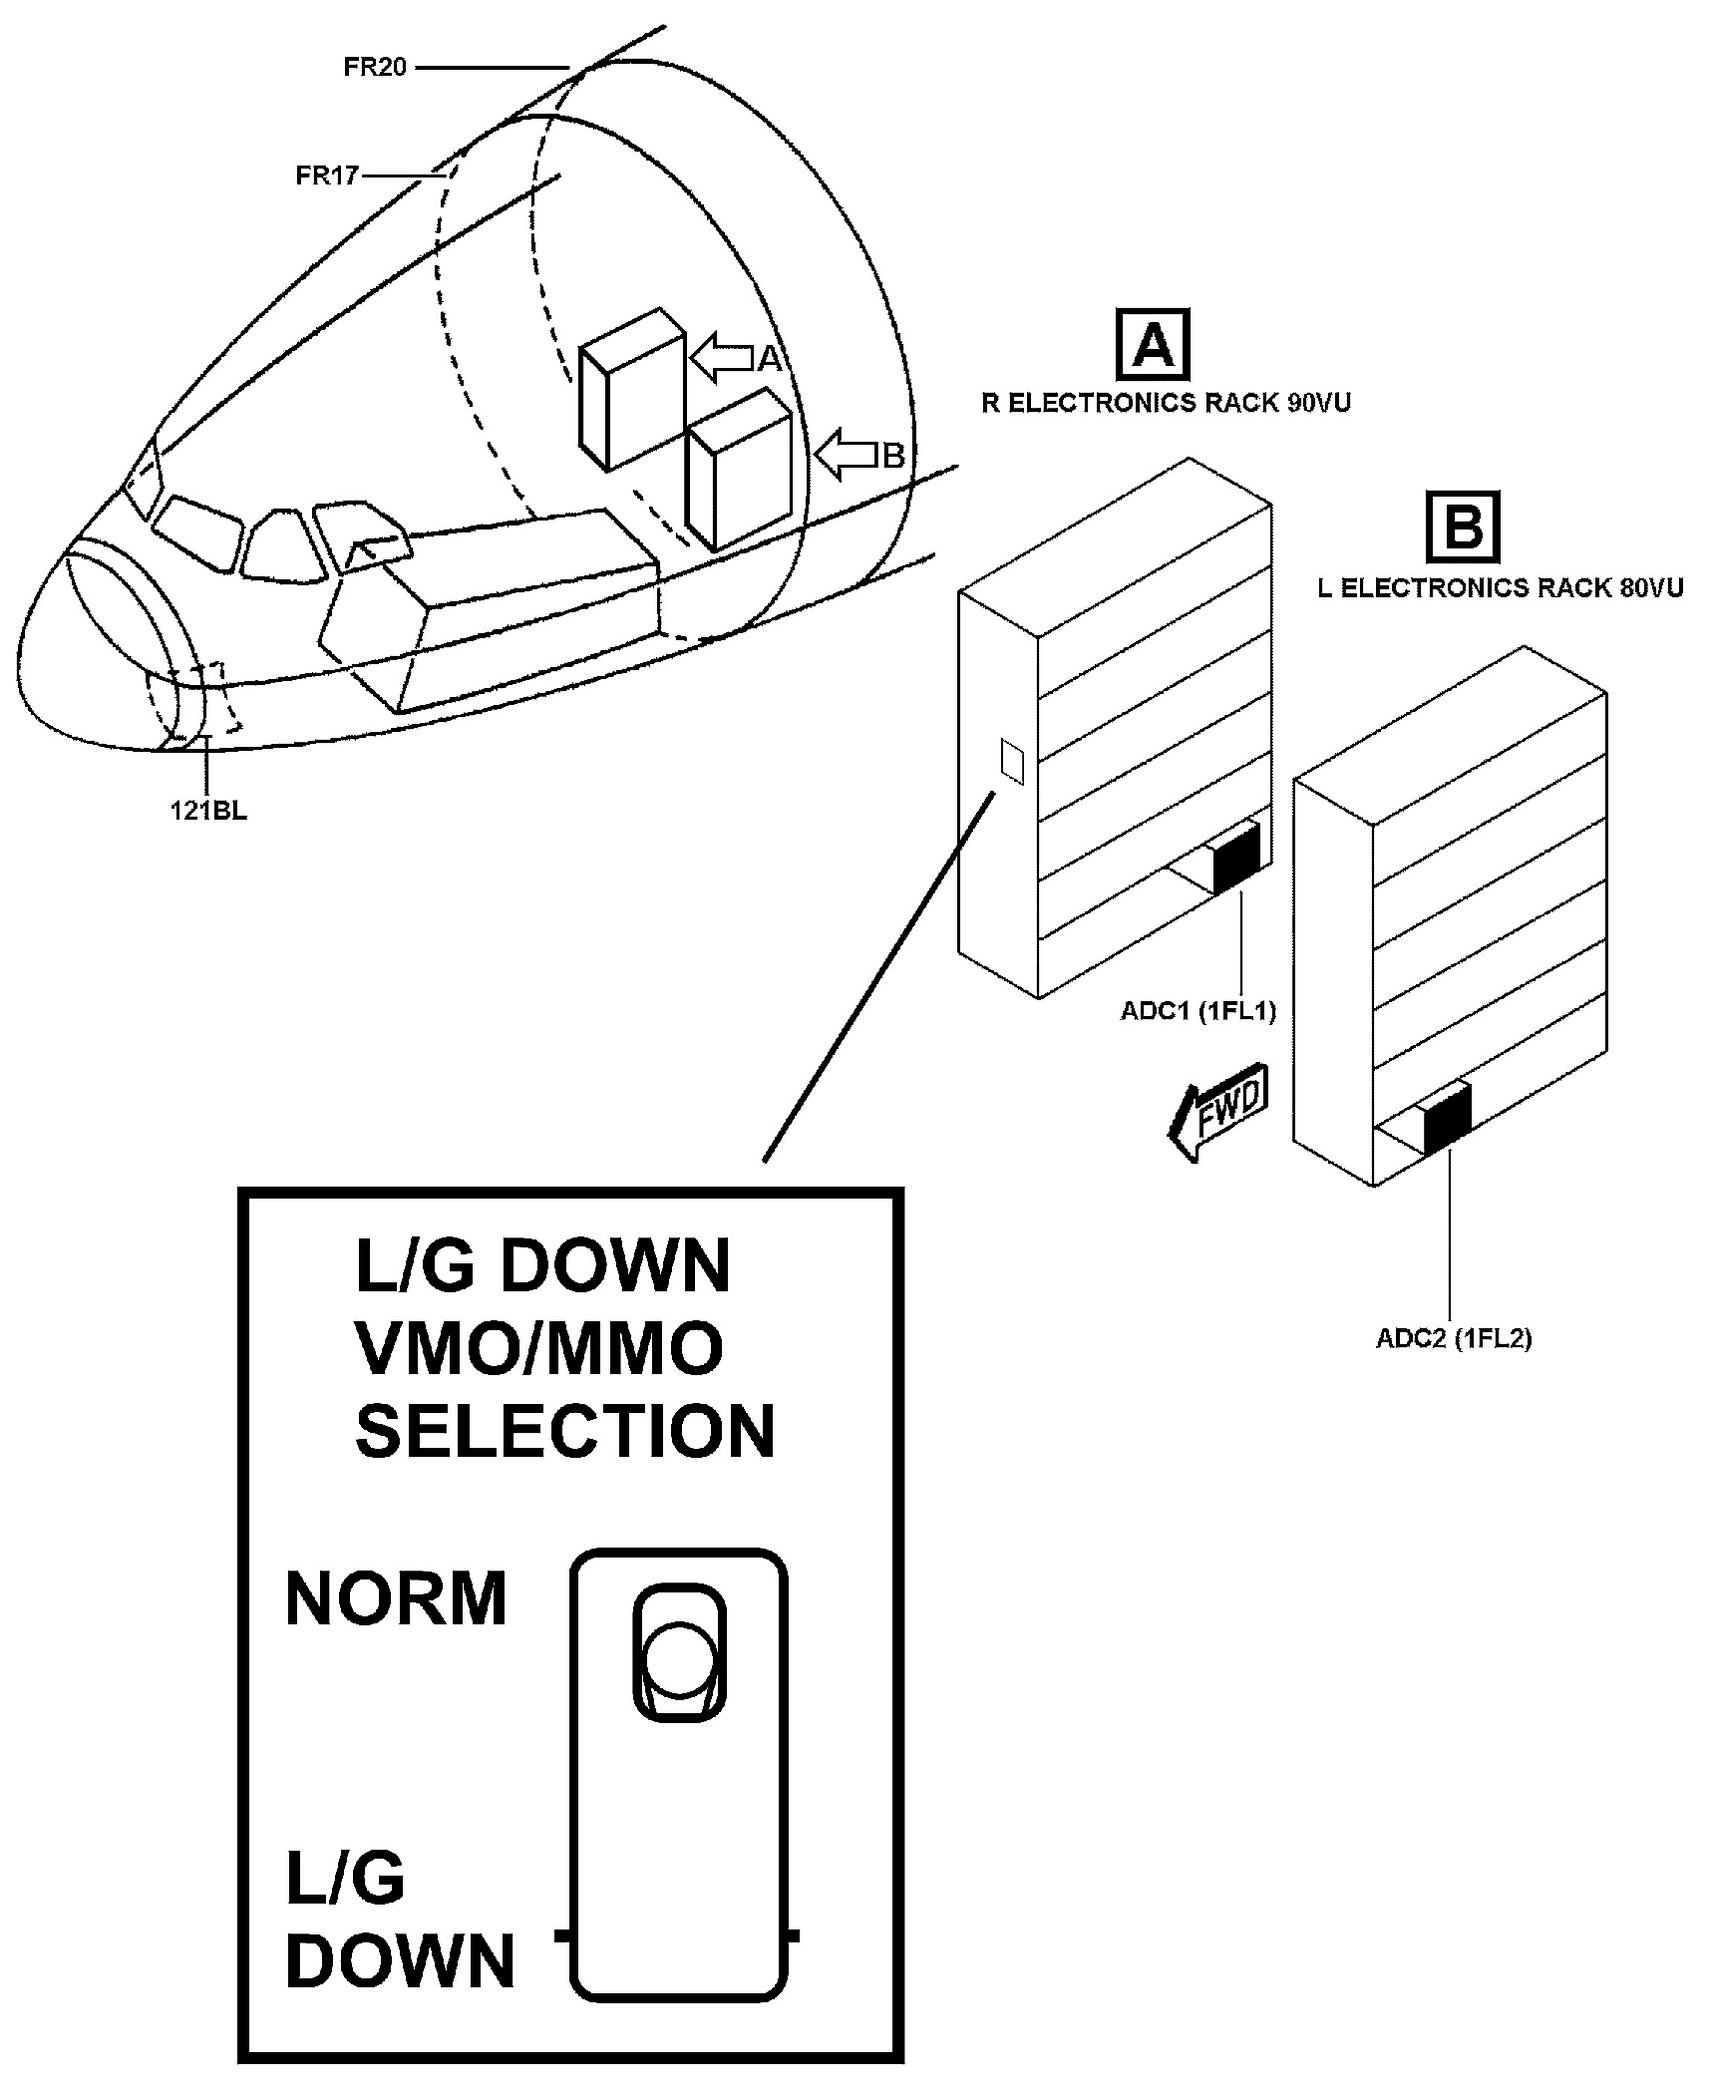 FR20
FR17
A
B
121BL
A
R ELECTRONICS RACK 90VU
B
L ELECTRONICS RACK 80VU
ADC1 (1FL1)
FWD
ADC2 (1FL2)
L/G DOWN
VMO/MMO
SELECTION
NORM
L/G
DOWN